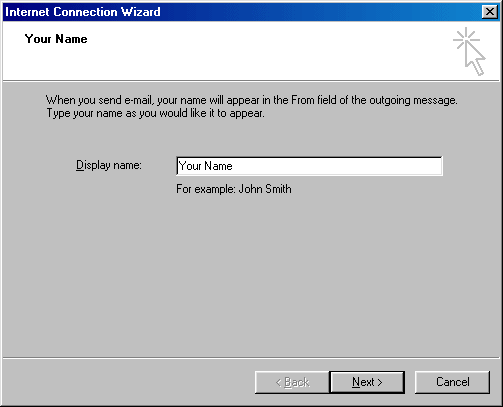 Internet Connection Wizard
Your Name
When you send e-mail, your name will appear in the From field of the outgoing message.
Type your name as you would like it to appear.
Display name: Your Name
For example: John Smith
< Back Next > Cancel